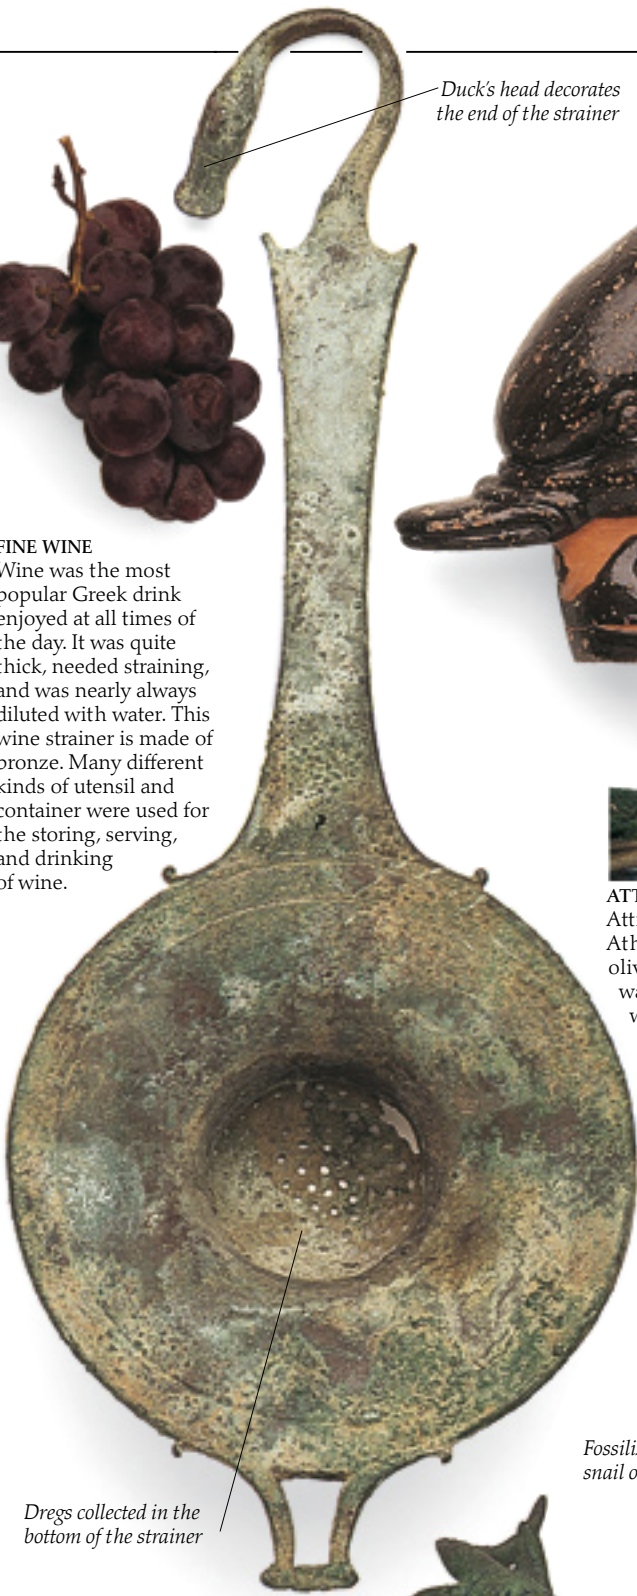 Duck's head decorates
the end of the strainer
FINE WINE
Wine was the most
popular Greek drink
enjoyed at all times of
the day. It was quite
thick, needed straining,
and was nearly always
diluted with water. This
wine strainer is made of
bronze. Many different
kinds of utensil and
container were used for
the storing, serving,
and drinking
of wine.
Dregs collected in the
bottom of the strainer
snail